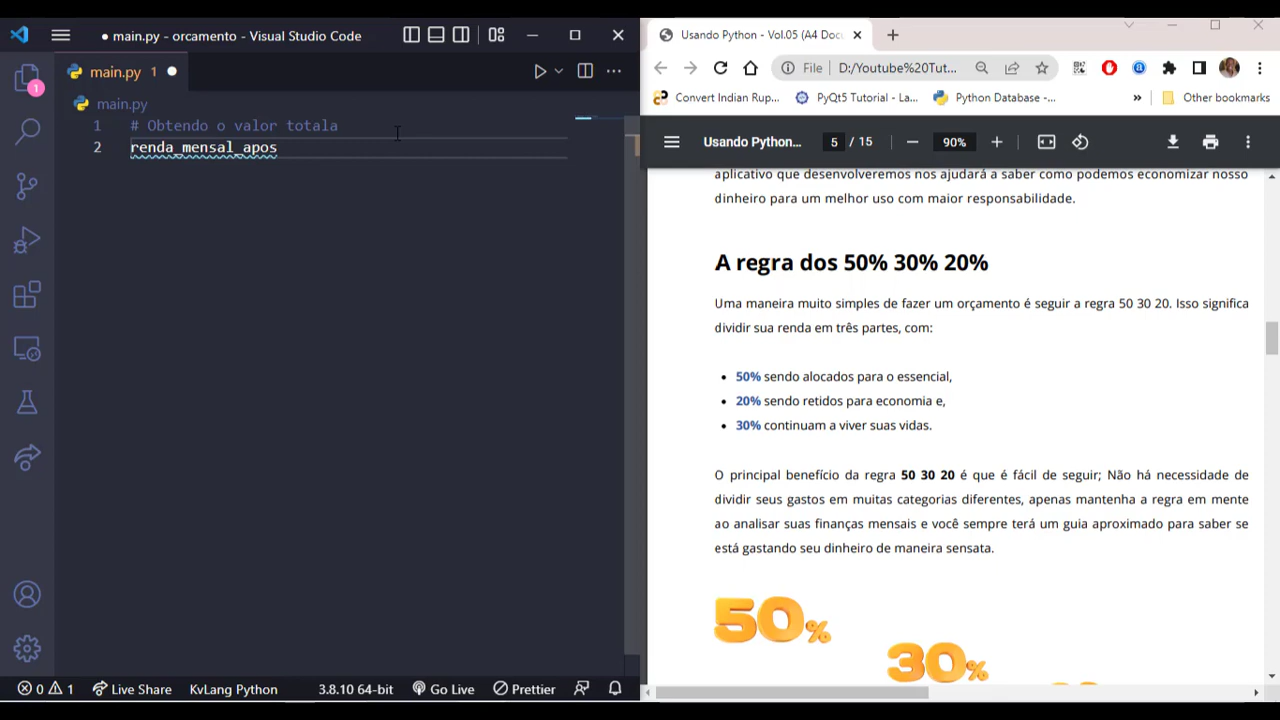 main.py - orcamento - Visual Studio Code
main.py 1
main.py
1 # Obtendo o valor totala
2 renda_mensal_apos
1
0 1 Live Share KvLang Python 3.8.10 64-bit Go Live Prettier
Usando Python - Vol.05 (A4 Docu
File D:/Youtube%20Tut...
Convert Indian Rup... PyQt5 Tutorial - La... Python Database -... » Other bookmarks
Usando Python... 5 / 15 90%
aplicativo que desenvolveremos nos ajudará a saber como podemos economizar nosso
dinheiro para um melhor uso com maior responsabilidade.
A regra dos 50% 30% 20%
Uma maneira muito simples de fazer um orçamento é seguir a regra 50 30 20. Isso significa
dividir sua renda em três partes, com:
• 50% sendo alocados para o essencial,
• 20% sendo retidos para economia e,
• 30% continuam a viver suas vidas.
O principal benefício da regra 50 30 20 é que é fácil de seguir; Não há necessidade de
dividir seus gastos em muitas categorias diferentes, apenas mantenha a regra em mente
ao analisar suas finanças mensais e você sempre terá um guia aproximado para saber se
está gastando seu dinheiro de maneira sensata.
50%
30%